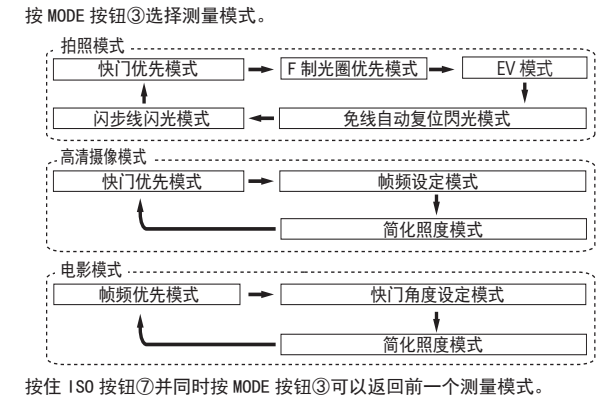 按 MODE 按钮③选择测量模式。
拍照模式
快门优先模式 F 制光圈优先模式 EV 模式
闪步线闪光模式 免线自动复位閃光模式
高清摄像模式
快门优先模式 帧频设定模式
简化照度模式
电影模式
帧频优先模式 快门角度设定模式
简化照度模式
按住 ISO 按钮⑦并同时按 MODE 按钮③可以返回前一个测量模式。